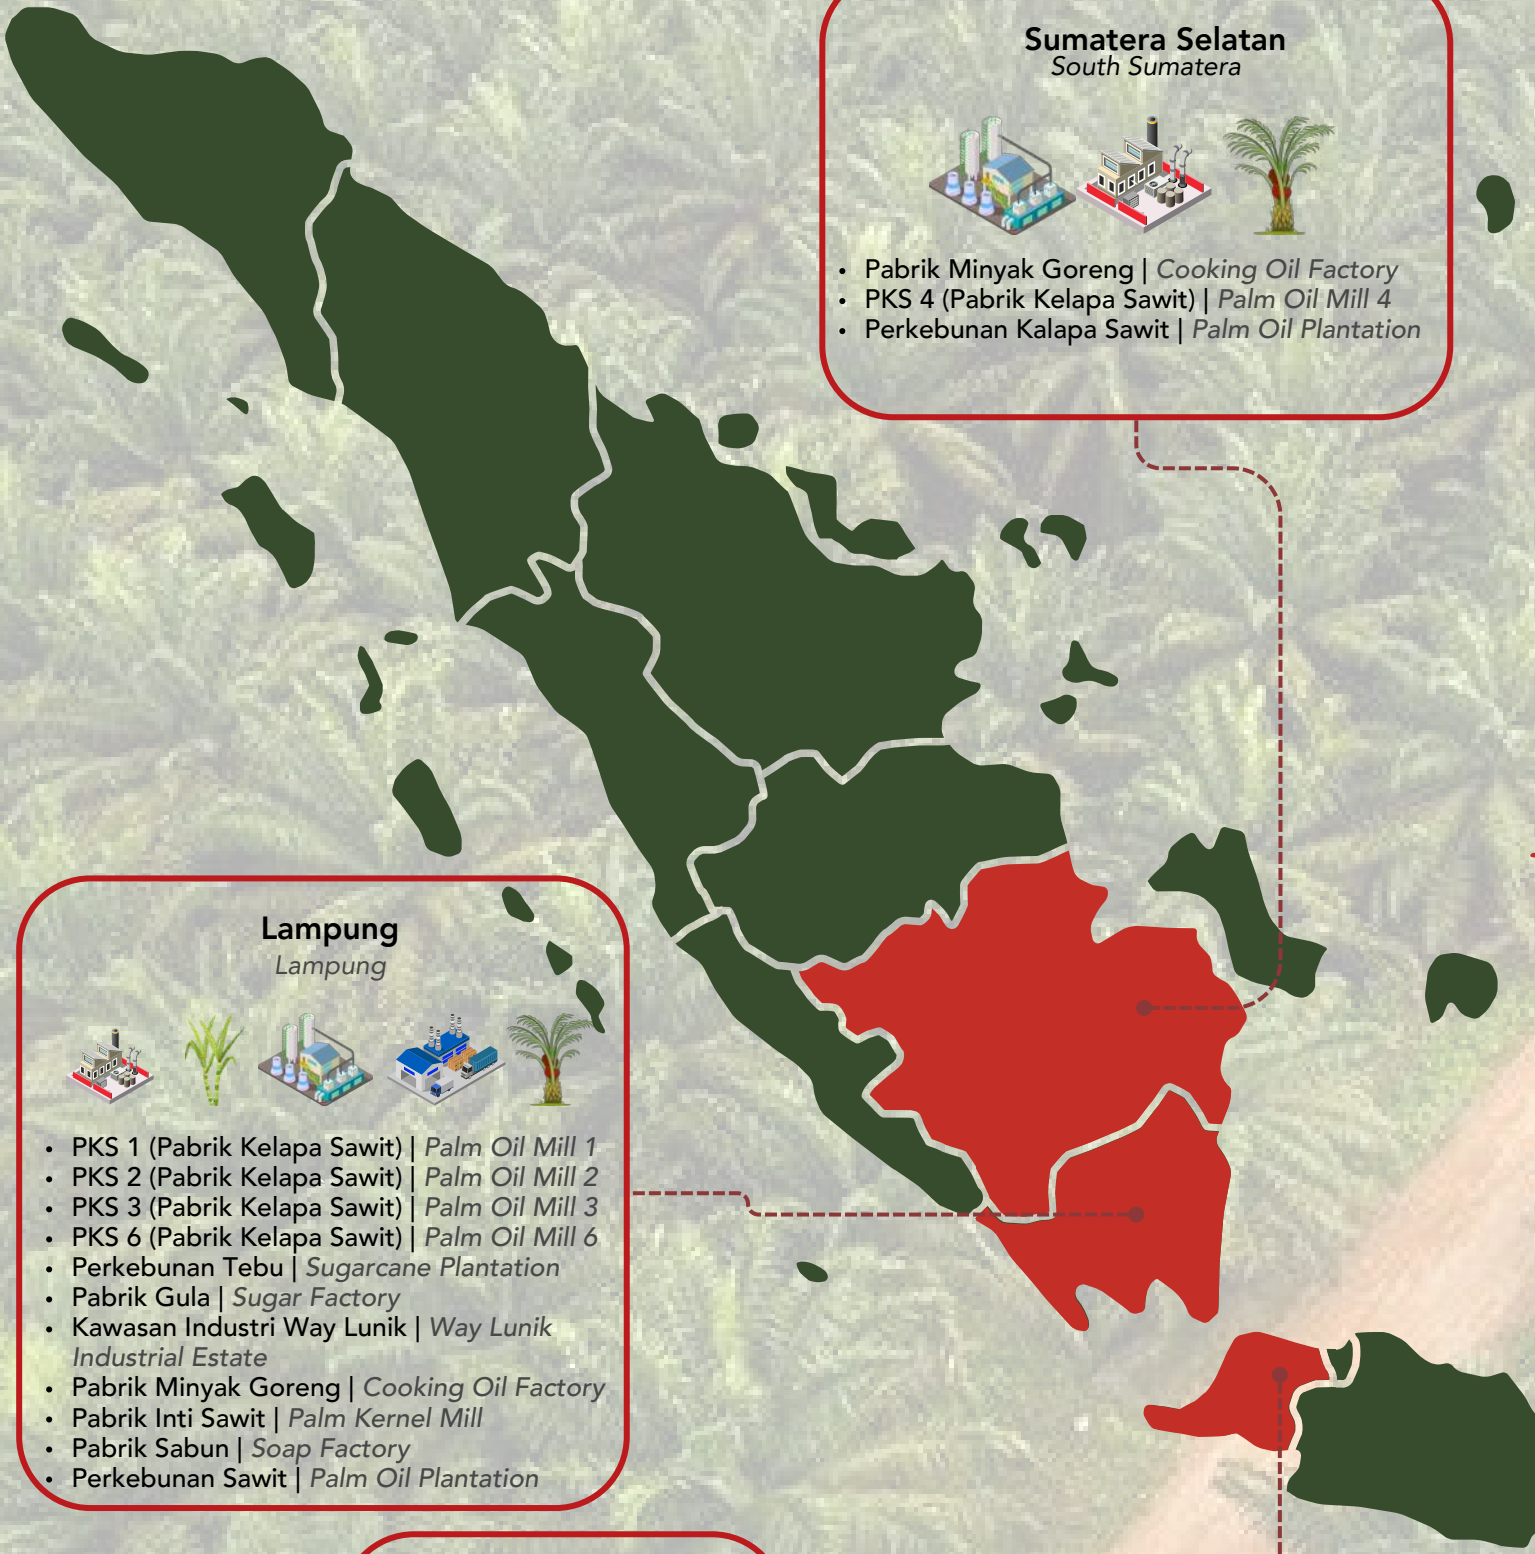 Sumatera Selatan
South Sumatera
• Pabrik Minyak Goreng | Cooking Oil Factory
• PKS 4 (Pabrik Kelapa Sawit) | Palm Oil Mill 4
• Perkebunan Kalapa Sawit | Palm Oil Plantation
Lampung
Lampung
• PKS 1 (Pabrik Kelapa Sawit) | Palm Oil Mill 1
• PKS 2 (Pabrik Kelapa Sawit) | Palm Oil Mill 2
• PKS 3 (Pabrik Kelapa Sawit) | Palm Oil Mill 3
• PKS 6 (Pabrik Kelapa Sawit) | Palm Oil Mill 6
• Perkebunan Tebu | Sugarcane Plantation
• Pabrik Gula | Sugar Factory
• Kawasan Industri Way Lunik | Way Lunik
Industrial Estate
• Pabrik Minyak Goreng | Cooking Oil Factory
• Pabrik Inti Sawit | Palm Kernel Mill
• Pabrik Sabun | Soap Factory
• Perkebunan Sawit | Palm Oil Plantation